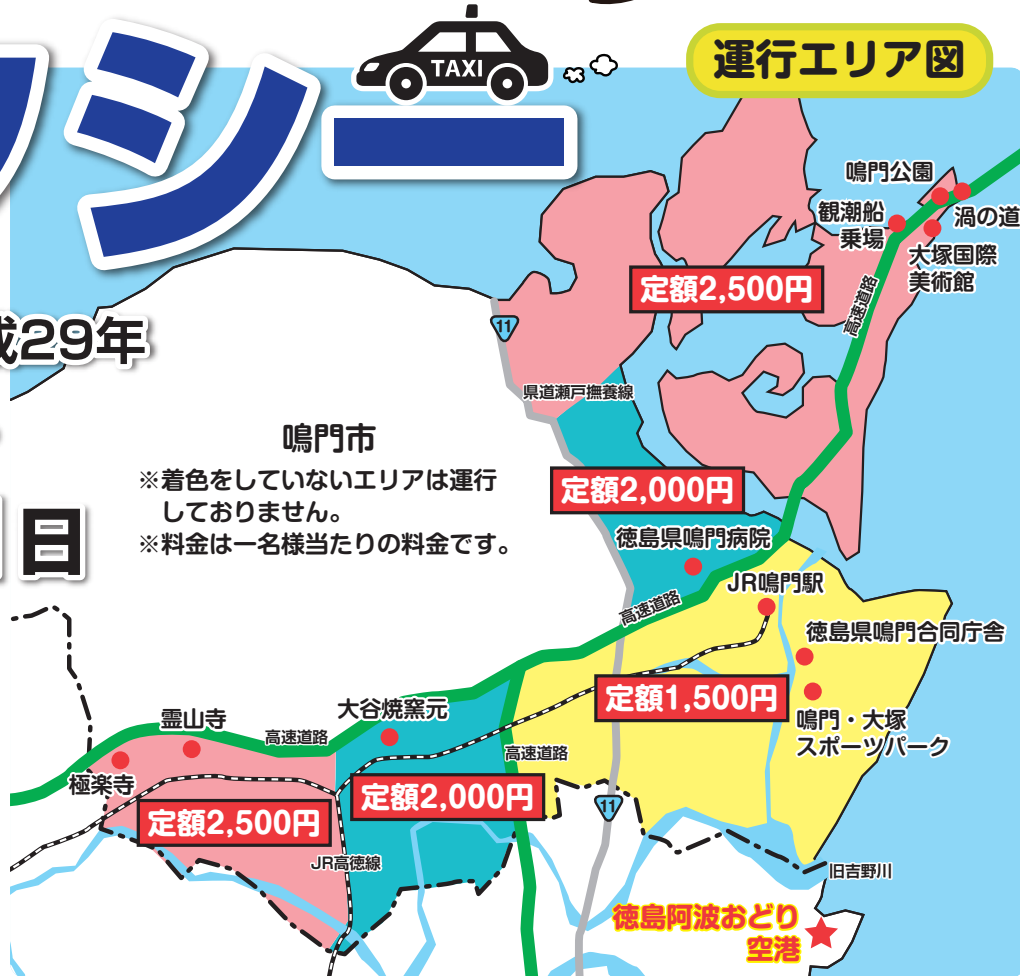 クシー
TAXI
運行エリア図
鳴門公園
渦の道
観潮船
乗場
大塚国際
美術館
定額2,500円
高速道路
成29年
11
県道瀬戸撫養線
鳴門市
※着色をしていないエリアは運行
しておりません。
※料金は一名様当たりの料金です。
定額2,000円
日
徳島県鳴門病院
JR鳴門駅
高速道路
徳島県鳴門合同庁舎
定額1,500円
鳴門・大塚
スポーツパーク
大谷焼窯元
霊山寺
高速道路
高速道路
極楽寺
定額2,000円
定額2,500円
11
JR高徳線
旧吉野川
徳島阿波おどり
空港